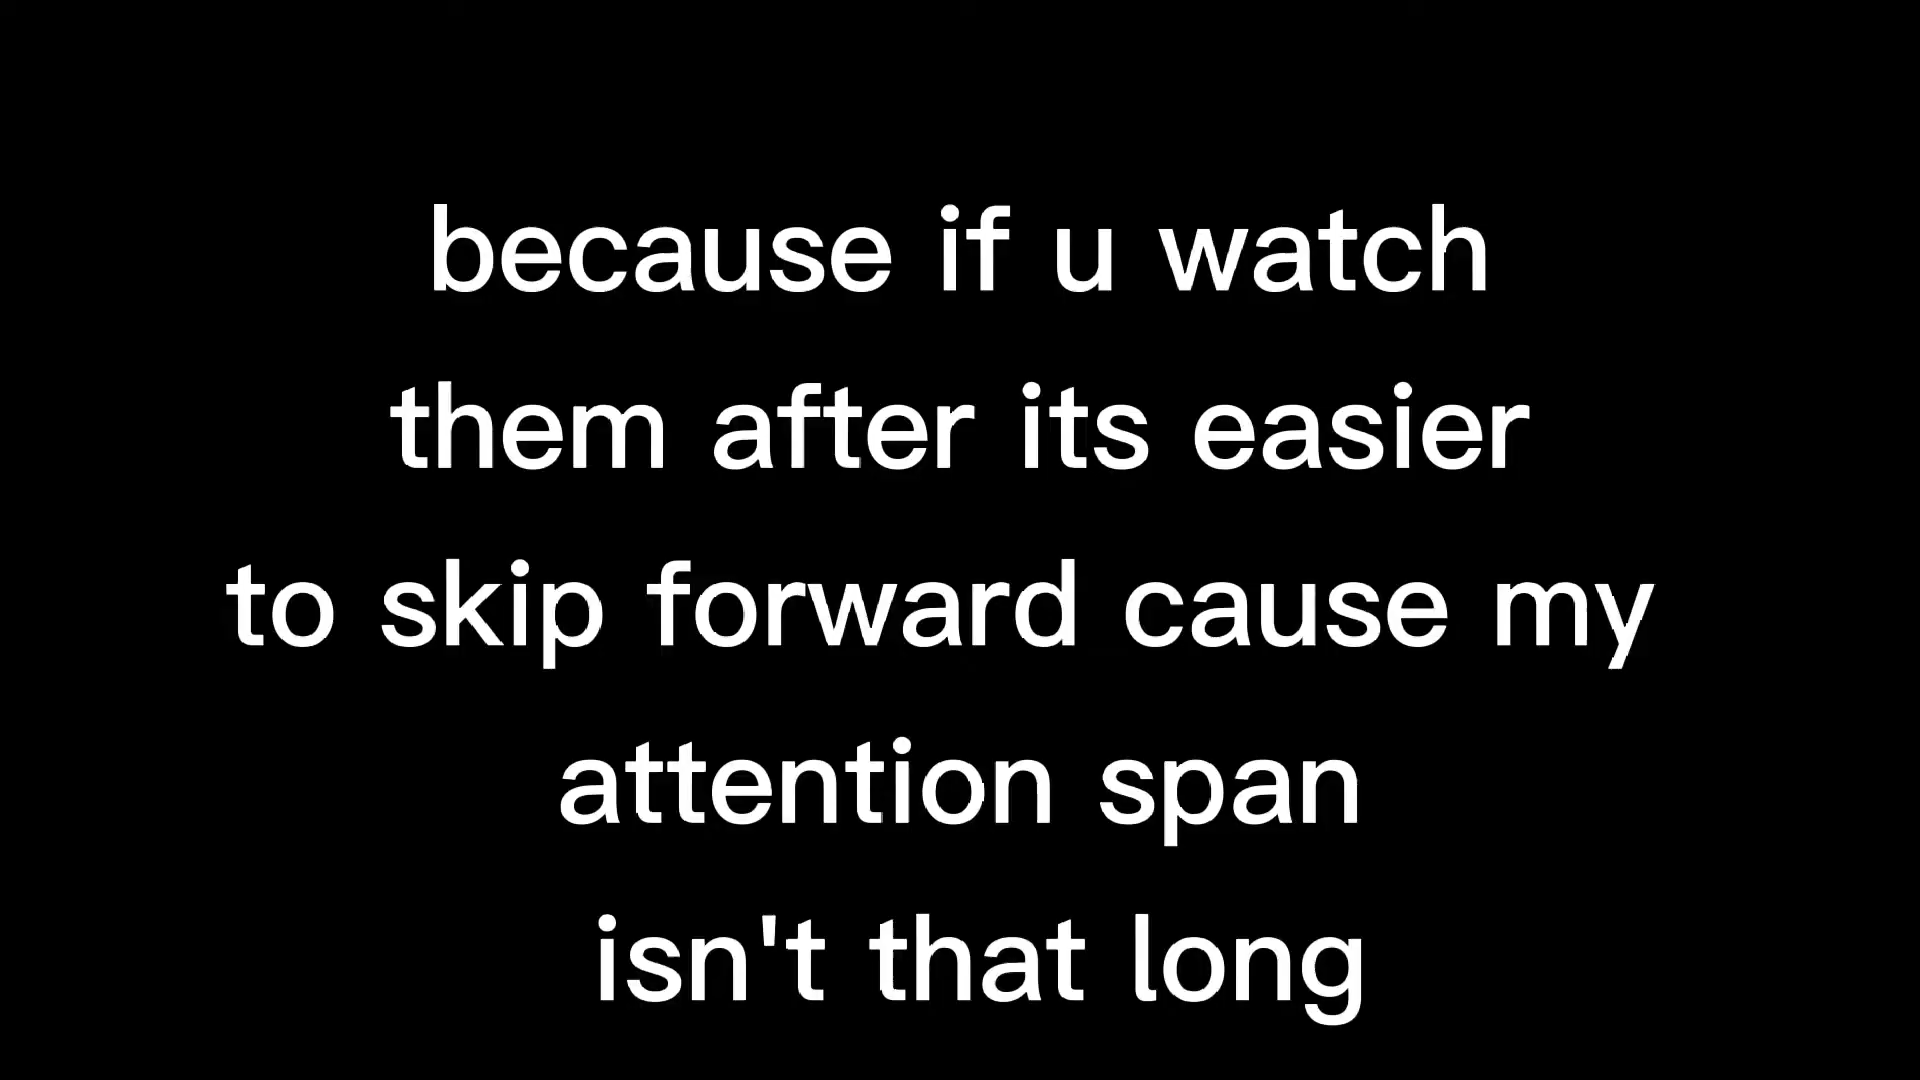 because if u watch
them after its easier
to skip forward cause my
attention span
isn't that long